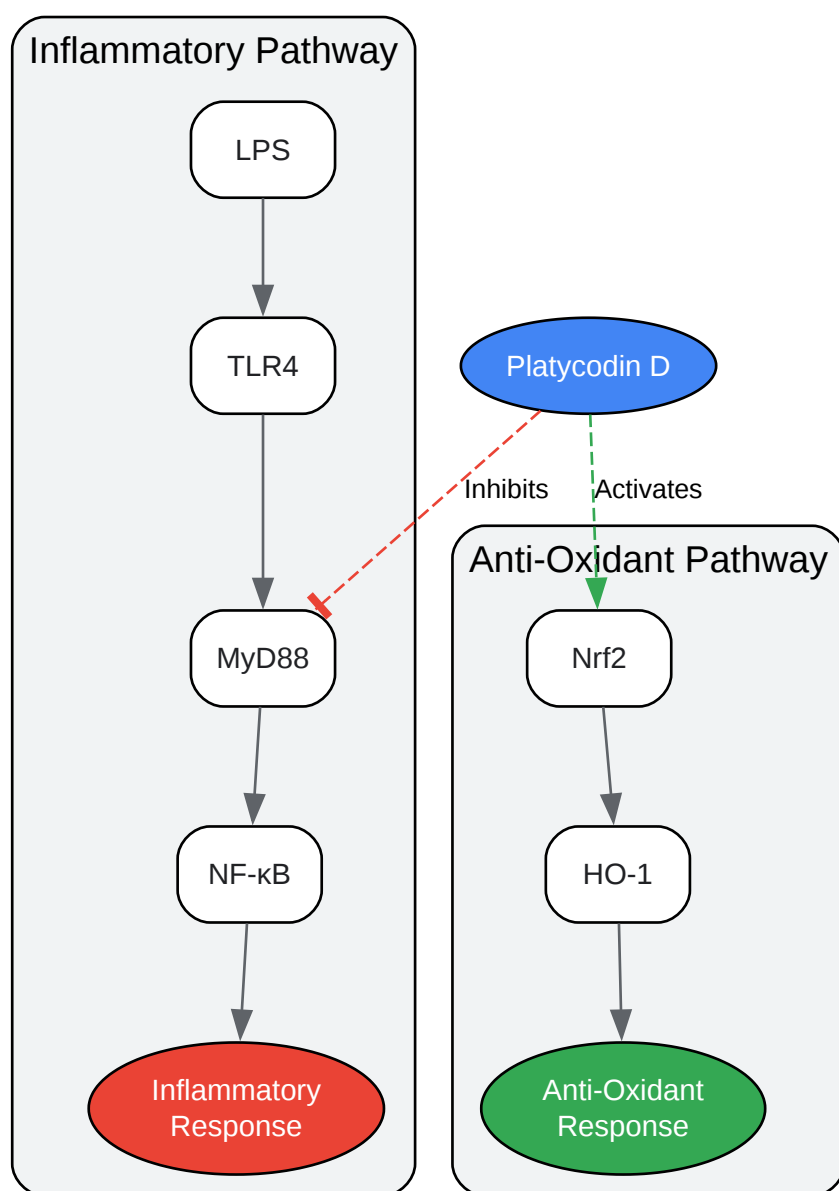 Inflammatory Pathway
LPS
TLR4
Platycodin D
Inhibits
Activates
Anti-Oxidant Pathway
MyD88
Nrf2
NF-κB
HO-1
Inflammatory
Response
Anti-Oxidant
Response